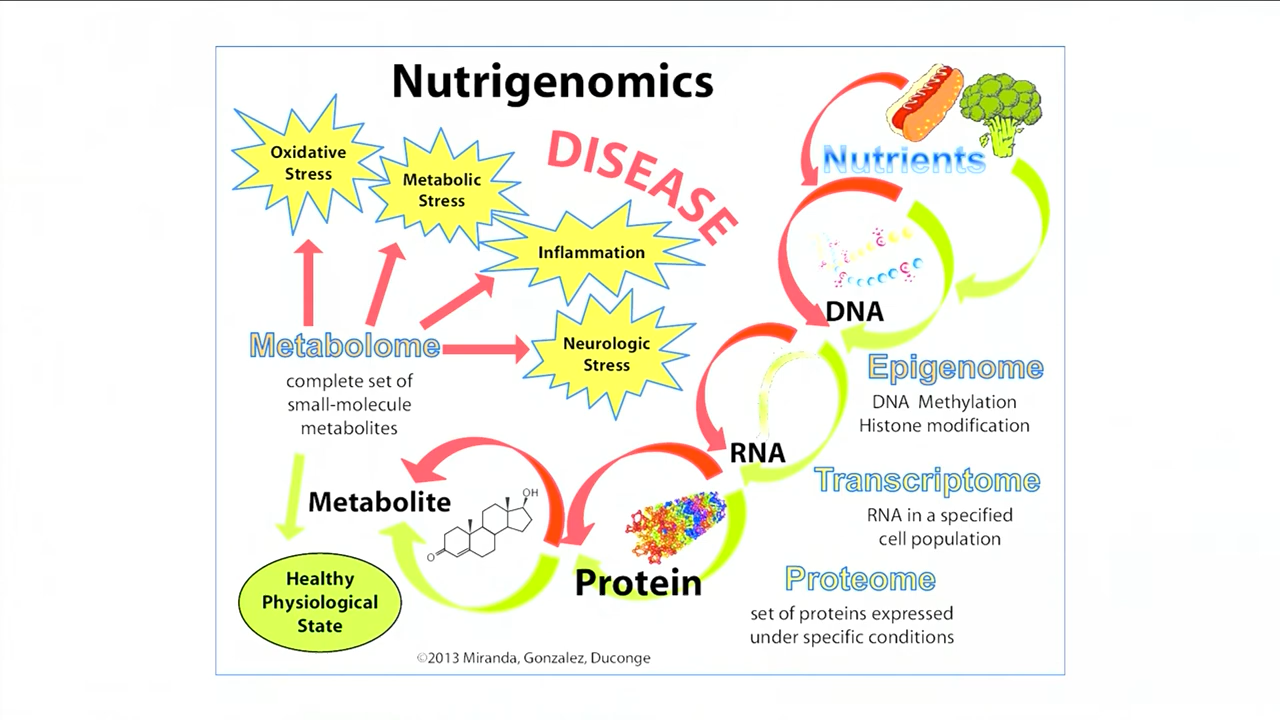 Nutrigenomics
Oxidative
Stress
Metabolic
Stress
DISEASE
Inflammation
Neurologic
Stress
Nutrients
DNA
Metabolome
complete set of
small-molecule
metabolites
Epigenome
DNA Methylation
Histone modification
RNA
Metabolite
OH
O
Transcriptome
RNA in a specified
cell population
Healthy
Physiological
State
Protein
Proteome
set of proteins expressed
under specific conditions
©2013 Miranda, Gonzalez, Duconge